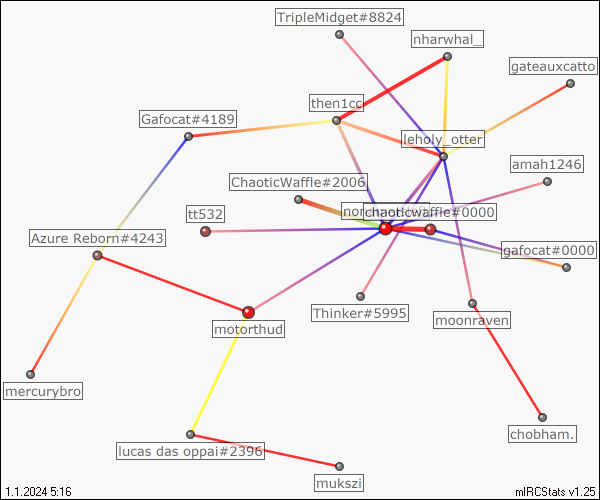 TripleMidget#8824
nharwhal_
gateauxcatto
then1cc
Gafocat#4189
leholy_otter
amah1246
ChaoticWaffle#2006
chaoticwaffle#0000
tt532
Azure Reborn#4243
gafocat#0000
Thinker#5995
moonraven
motorthud
mercurybro
chobham.
lucas das oppai#2396
mukszi
1.1.2024 5:16
mIRCStats v1.25